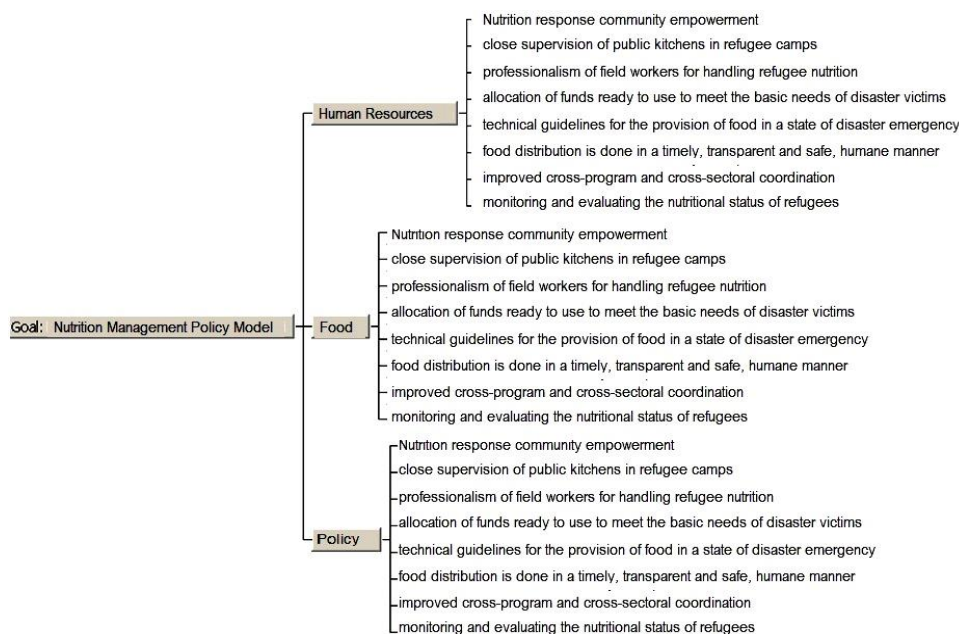 Nutrition response community empowerment
close supervision of public kitchens in refugee camps
professionalism of field workers for handling refugee nutrition
allocation of funds ready to use to meet the basic needs of disaster victims
Human Resources
technical guidelines for the provision of food in a state of disaster emergency
food distribution is done in a timely, transparent and safe, humane manner
improved cross-program and cross-sectoral coordination
monitoring and evaluating the nutritional status of refugees
Nutrition response community empowerment
close supervision of public kitchens in refugee camps
professionalism of field workers for handling refugee nutrition
allocation of funds ready to use to meet the basic needs of disaster victims
Goal: Nutrition Management Policy Model
Food
technical guidelines for the provision of food in a state of disaster emergency
food distribution is done in a timely, transparent and safe, humane manner
improved cross-program and cross-sectoral coordination
monitoring and evaluating the nutritional status of refugees
Nutrition response community empowerment
close supervision of public kitchens in refugee camps
professionalism of field workers for handling refugee nutrition
allocation of funds ready to use to meet the basic needs of disaster victims
Policy
technical guidelines for the provision of food in a state of disaster emergency
food distribution is done in a timely, transparent and safe, humane manner
improved cross-program and cross-sectoral coordination
monitoring and evaluating the nutritional status of refugees